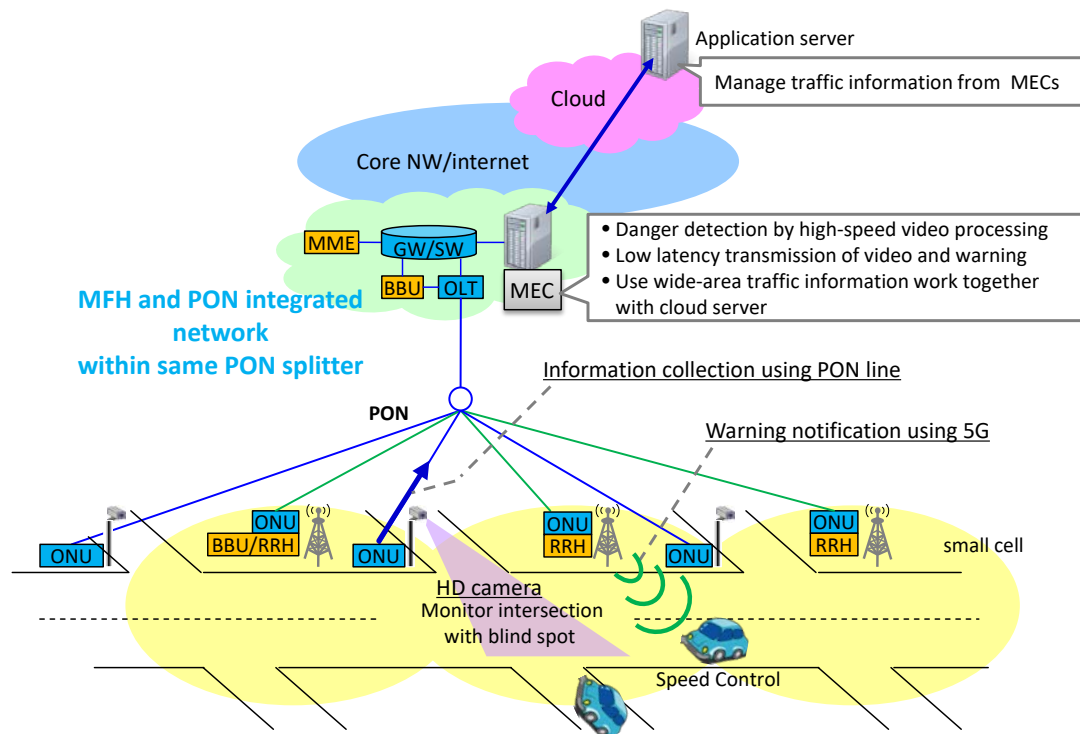 Application server
Manage traffic information from MECs
Cloud
Core NW/internet
MME
GW/SW
BBU
OLT
MEC
• Danger detection by high-speed video processing
• Low latency transmission of video and warning
• Use wide-area traffic information work together
with cloud server
MFH and PON integrated
network
within same PON splitter
Information collection using PON line
PON
Warning notification using 5G
ONU
ONU
BBU/RRH
ONU
ONU
RRH
ONU
ONU
RRH
small cell
HD camera
Monitor intersection
with blind spot
Speed Control